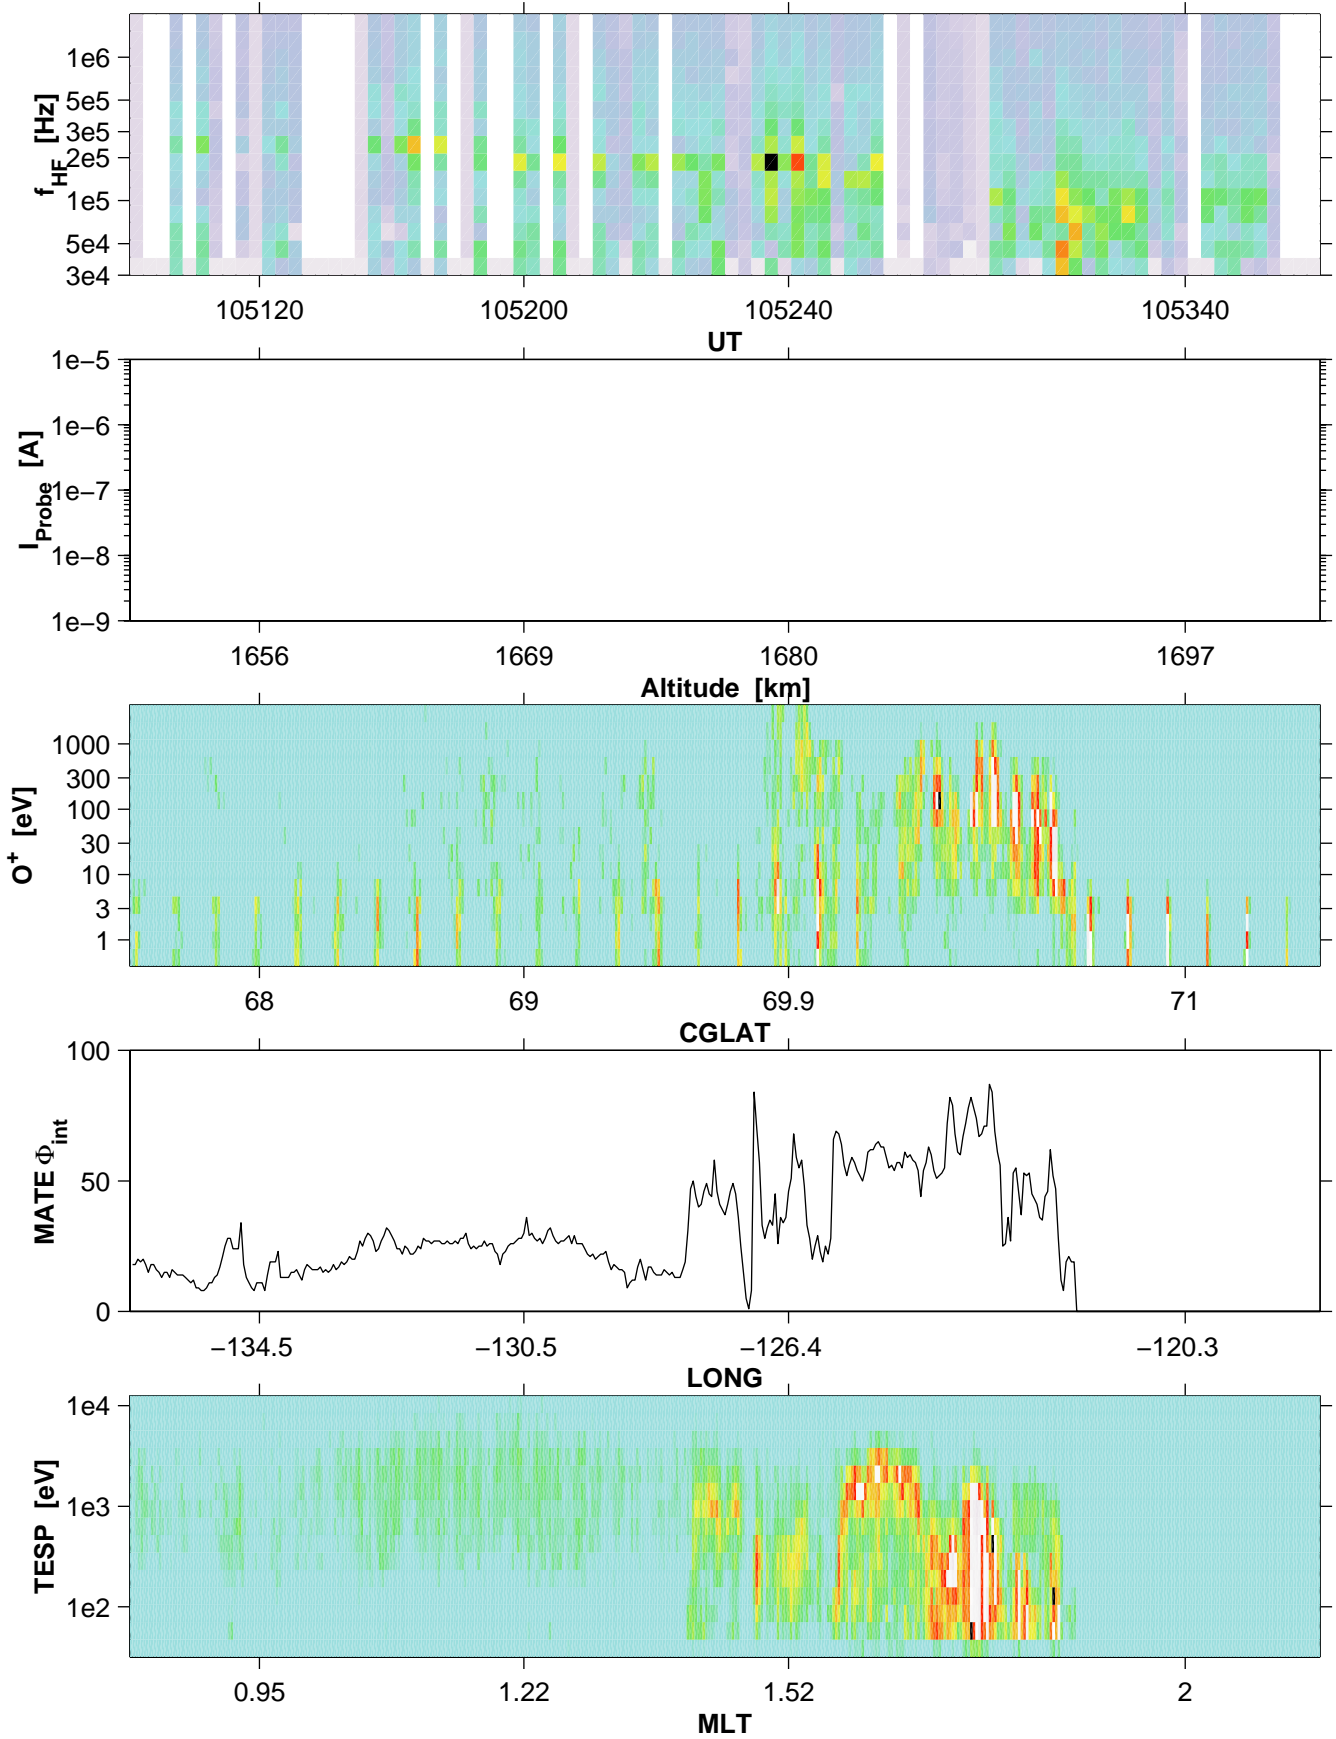 f_HF [Hz]
1e6
5e5
3e5
2e5
1e5
5e4
3e4
105120 105200 105240 105340
UT
I_Probe [A]
1e−5
1e−6
1e−7
1e−8
1e−9
1656 1669 1680 1697
Altitude [km]
O⁺ [eV]
1000
300
100
30
10
3
1
68 69 69.9 71
CGLAT
MATE Φ_int
100
50
0
−134.5 −130.5 −126.4 −120.3
LONG
TESP [eV]
1e4
1e3
1e2
0.95 1.22 1.52 2
MLT